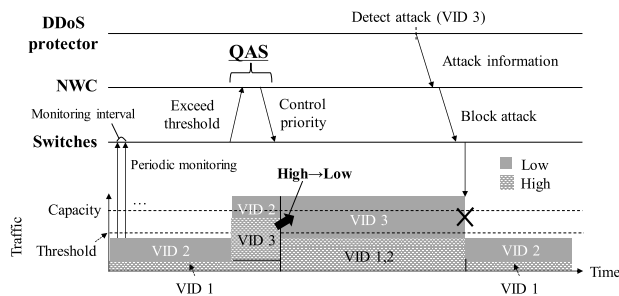 DDoS
protector
Detect attack (VID 3)
QAS
Attack information
NWC
Monitoring interval
Exceed
threshold
Control
priority
Block attack
Switches
Periodic monitoring
Low
High
High→Low
...
Capacity
VID 2
VID 3
Traffic
VID 3
Threshold
VID 2
VID 1,2
VID 2
Time
VID 1
VID 1